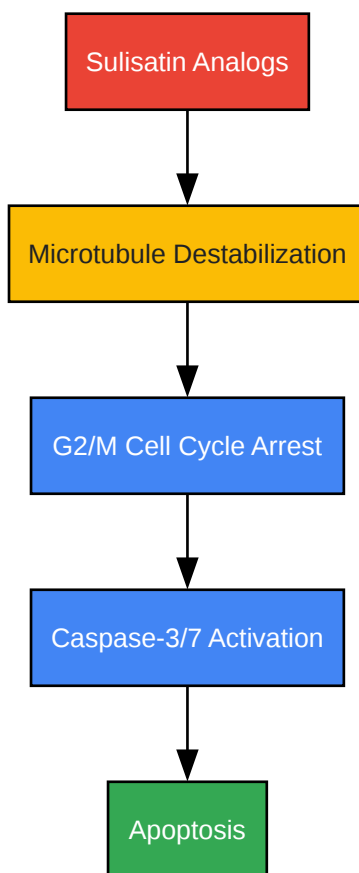 Sulisatin Analogs
Microtubule Destabilization
G2/M Cell Cycle Arrest
Caspase-3/7 Activation
Apoptosis